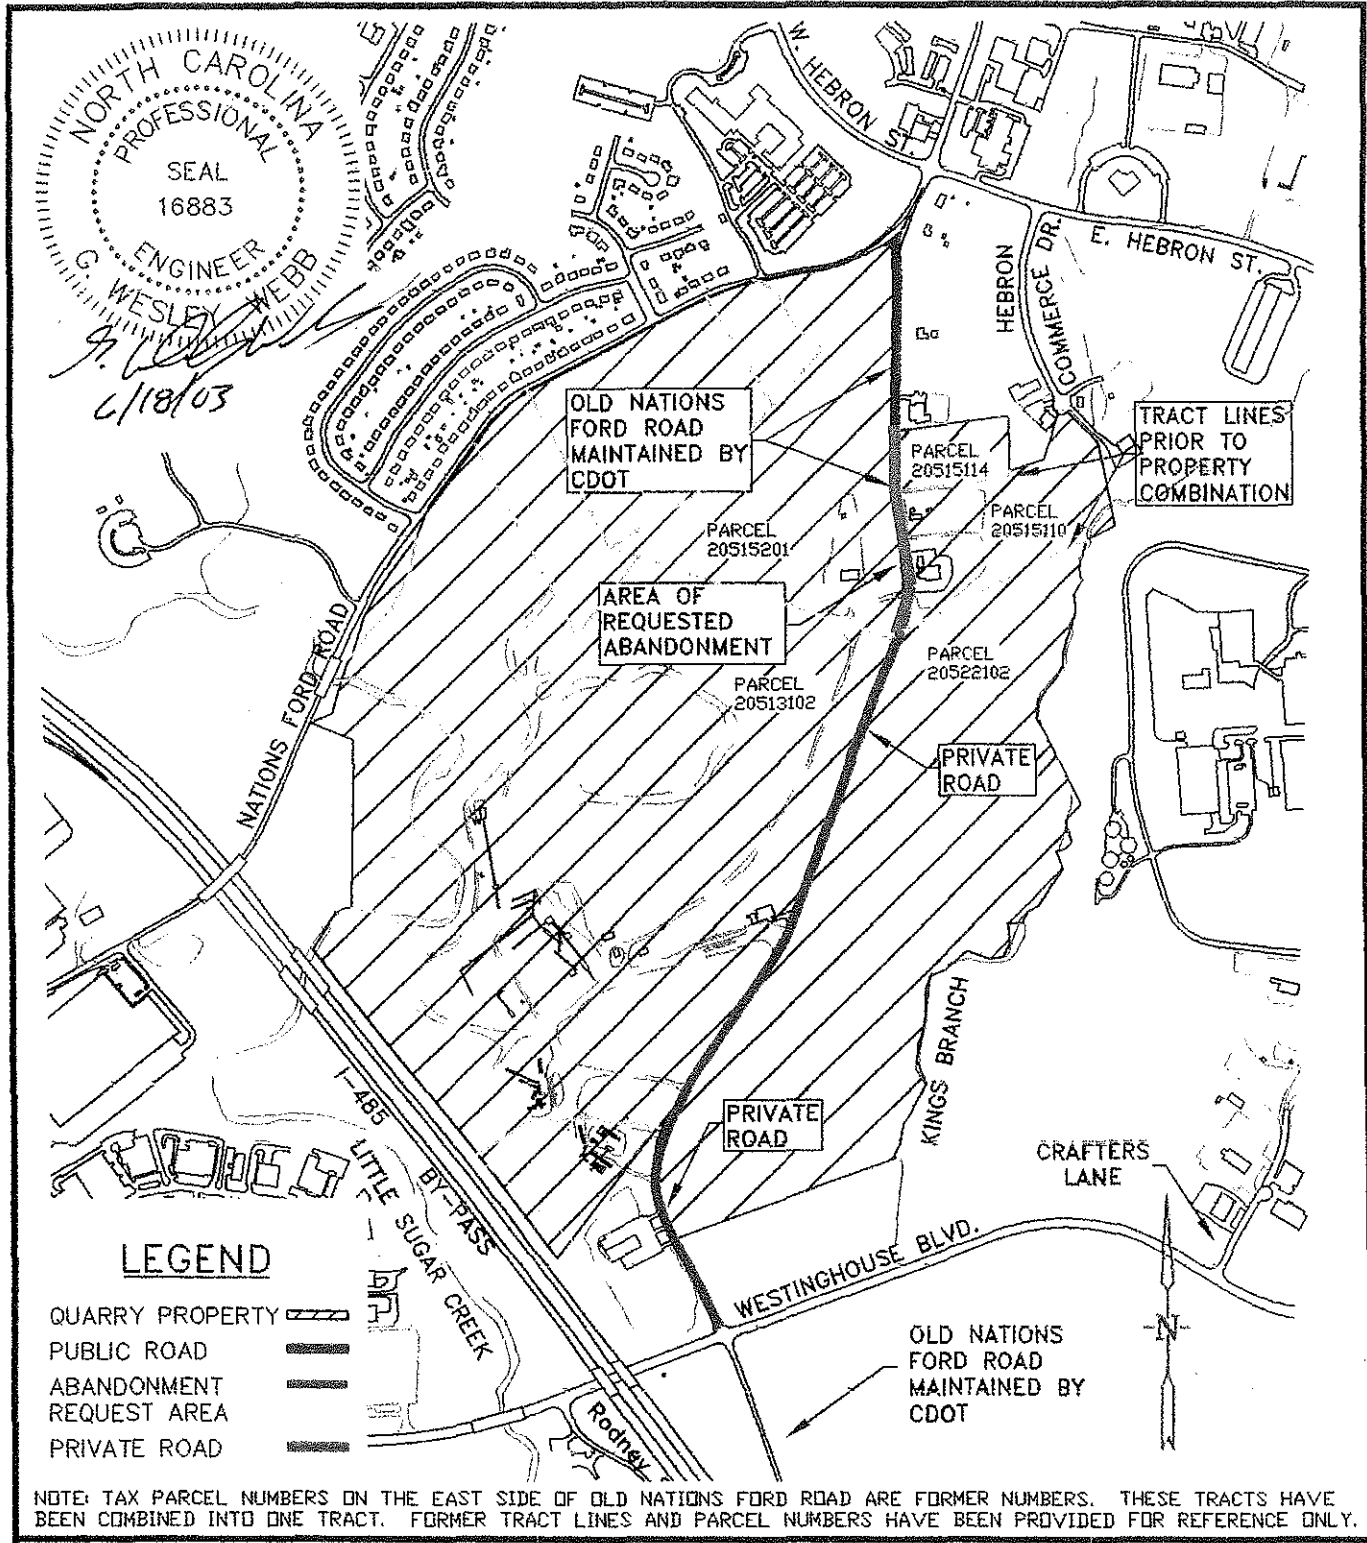 NORTH CAROLINA
PROFESSIONAL
SEAL
16883
ENGINEER
G. WESLEY WEBB
6/18/03
W. HEBRON ST.
E. HEBRON ST.
HEBRON
COMMERCE DR.
OLD NATIONS
FORD ROAD
MAINTAINED BY
CDOT
TRACT LINES
PRIOR TO
PROPERTY
COMBINATION
PARCEL
20515114
PARCEL
20515110
PARCEL
20515201
AREA OF
REQUESTED
ABANDONMENT
PARCEL
20522102
PARCEL
20513102
NATIONS FORD ROAD
PRIVATE
ROAD
KINGS BRANCH
PRIVATE
ROAD
I-485
BY-PASS
LITTLE SUGAR CREEK
CRAFTERS
LANE
WESTINGHOUSE BLVD.
N
OLD NATIONS
FORD ROAD
MAINTAINED BY
CDOT
Rodney
LEGEND
QUARRY PROPERTY
PUBLIC ROAD
ABANDONMENT
REQUEST AREA
PRIVATE ROAD
NOTE: TAX PARCEL NUMBERS ON THE EAST SIDE OF OLD NATIONS FORD ROAD ARE FORMER NUMBERS. THESE TRACTS HAVE
BEEN COMBINED INTO ONE TRACT. FORMER TRACT LINES AND PARCEL NUMBERS HAVE BEEN PROVIDED FOR REFERENCE ONLY.